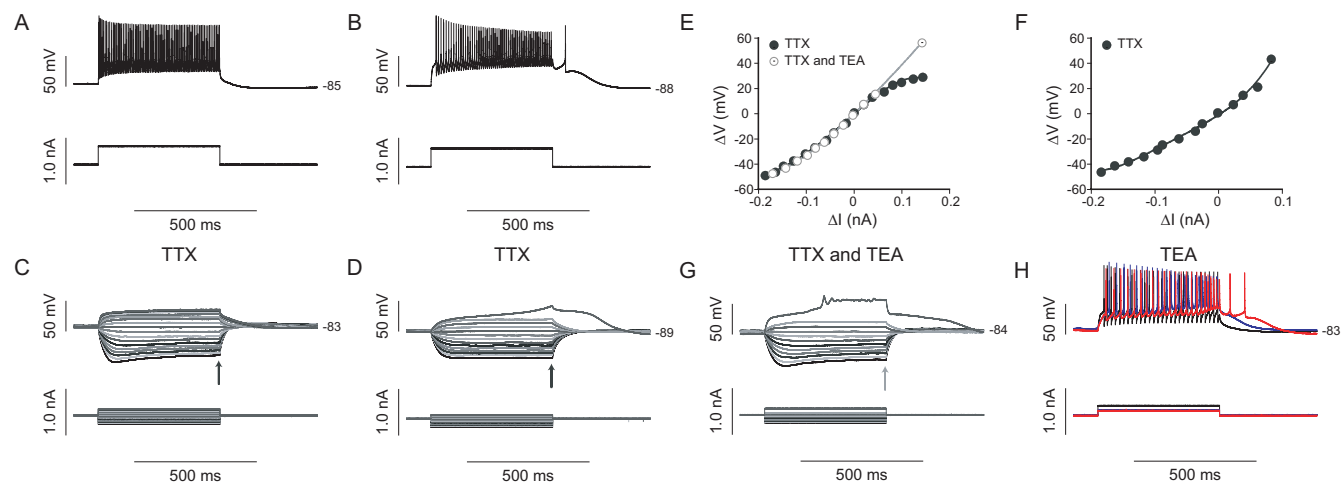 A
50 mV
-85
1.0 nA
500 ms
B
50 mV
-88
1.0 nA
500 ms
E
TTX
TTX and TEA
60
40
20
0
-20
-40
-60
ΔV (mV)
-0.2
-0.1
0
0.1
0.2
ΔI (nA)
F
TTX
60
40
20
0
-20
-40
-60
ΔV (mV)
-0.2
-0.1
0
0.1
ΔI (nA)
C
TTX
50 mV
-83
1.0 nA
500 ms
D
TTX
50 mV
-89
1.0 nA
500 ms
G
TTX and TEA
50 mV
-84
1.0 nA
500 ms
H
TEA
50 mV
-83
1.0 nA
500 ms